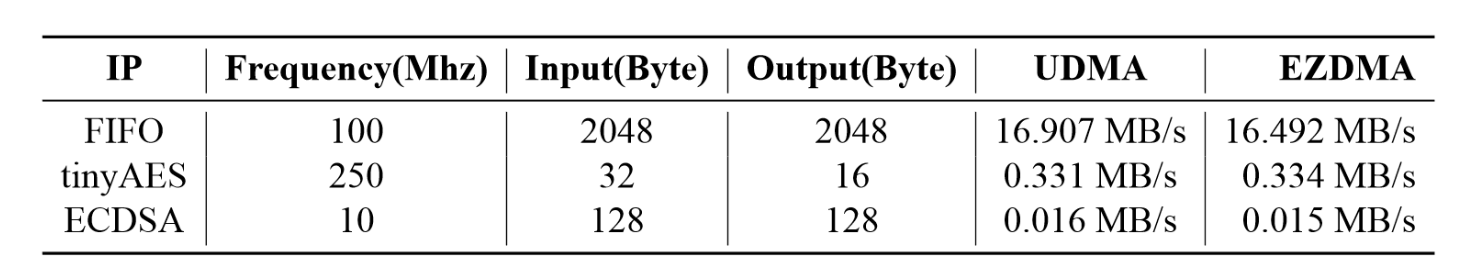 IP Frequency(Mhz) Input(Byte) Output(Byte) UDMA EZDMA
FIFO 100 2048 2048 16.907 MB/s 16.492 MB/s
tinyAES 250 32 16 0.331 MB/s 0.334 MB/s
ECDSA 10 128 128 0.016 MB/s 0.015 MB/s